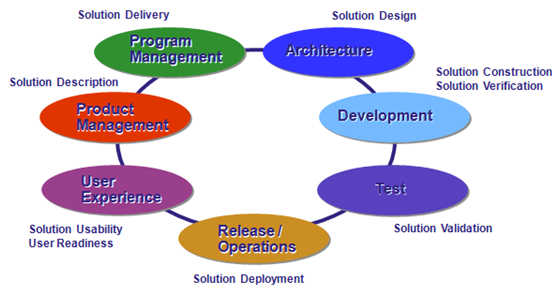 Solution Delivery
Program
Management
Solution Design
Architecture
Solution Description
Product
Management
Solution Construction
Solution Verification
Development
User
Experience
Solution Usability
User Readiness
Test
Solution Validation
Release /
Operations
Solution Deployment